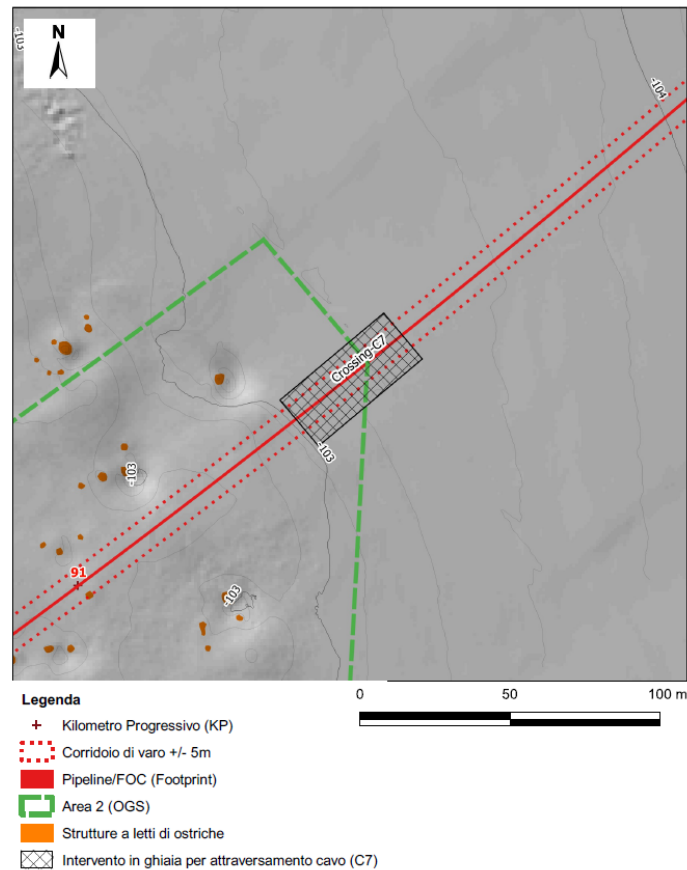 -103
N
-104
Crossing-C7
-103
-103
91
-103
Legenda
0 50 100 m
Kilometro Progressivo (KP)
Corridoio di varo +/- 5m
Pipeline/FOC (Footprint)
Area 2 (OGS)
Strutture a letti di ostriche
Intervento in ghiaia per attraversamento cavo (C7)